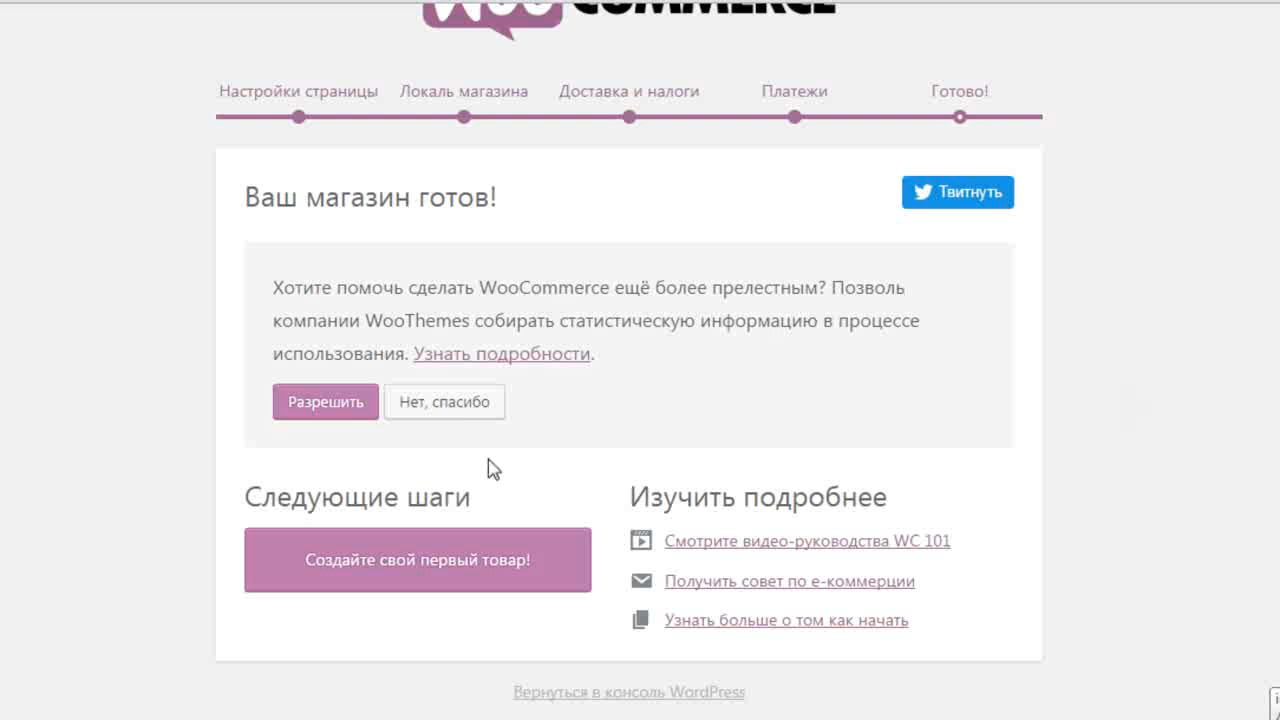 WOO COMMERCE
Настройки страницы Локаль магазина Доставка и налоги Платежи Готово!
Ваш магазин готов!
Твитнуть
Хотите помочь сделать WooCommerce ещё более прелестным? Позволь
компании WooThemes собирать статистическую информацию в процессе
использования. Узнать подробности.
Разрешить Нет, спасибо
Следующие шаги
Создайте свой первый товар!
Изучить подробнее
Смотрите видео-руководства WC 101
Получить совет по е-коммерции
Узнать больше о том как начать
Вернуться в консоль WordPress